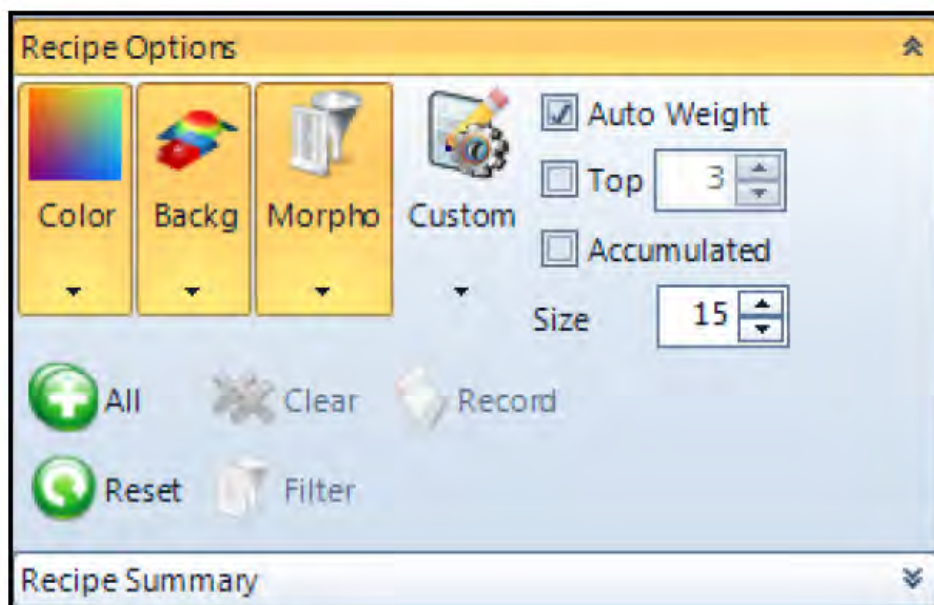 Recipe Options
Color Backg Morpho Custom
Auto Weight
Top 3
Accumulated
Size 15
All Clear Record
Reset Filter
Recipe Summary